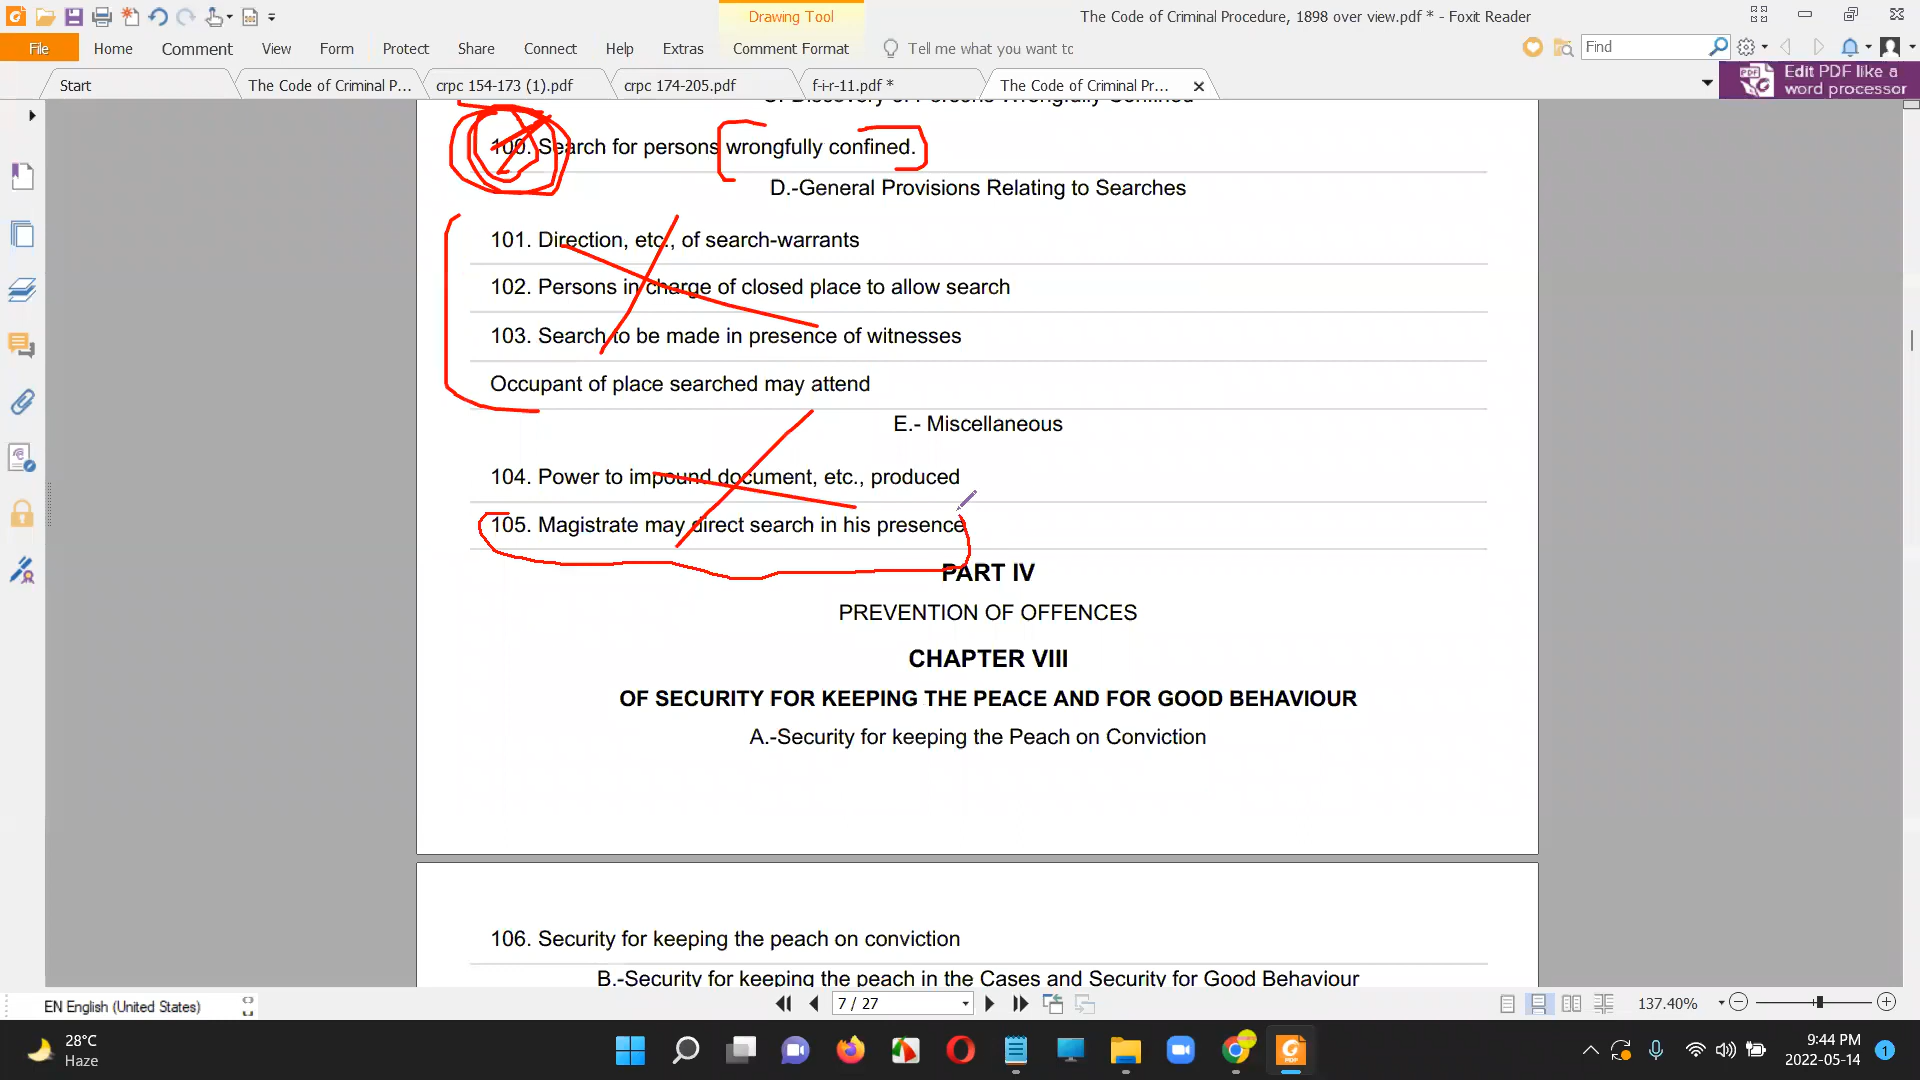 Drawing Tool
The Code of Criminal Procedure, 1898 over view.pdf * - Foxit Reader
File Home Comment View Form Protect Share Connect Help Extras Comment Format Tell me what you want to Find
Start The Code of Criminal P... crpc 154-173 (1).pdf crpc 174-205.pdf f-i-r-11.pdf * The Code of Criminal Pr...
Edit PDF like a
word processor
C.-Discovery of Persons Wrongfully Confined
100. Search for persons wrongfully confined.
D.-General Provisions Relating to Searches
101. Direction, etc., of search-warrants
102. Persons in charge of closed place to allow search
103. Search to be made in presence of witnesses
Occupant of place searched may attend
E.- Miscellaneous
104. Power to impound document, etc., produced
105. Magistrate may direct search in his presence
PART IV
PREVENTION OF OFFENCES
CHAPTER VIII
OF SECURITY FOR KEEPING THE PEACE AND FOR GOOD BEHAVIOUR
A.-Security for keeping the Peach on Conviction
106. Security for keeping the peach on conviction
B.-Security for keeping the peach in the Cases and Security for Good Behaviour
EN English (United States)
7 / 27
137.40%
28°C
Haze
9:44 PM
2022-05-14
1